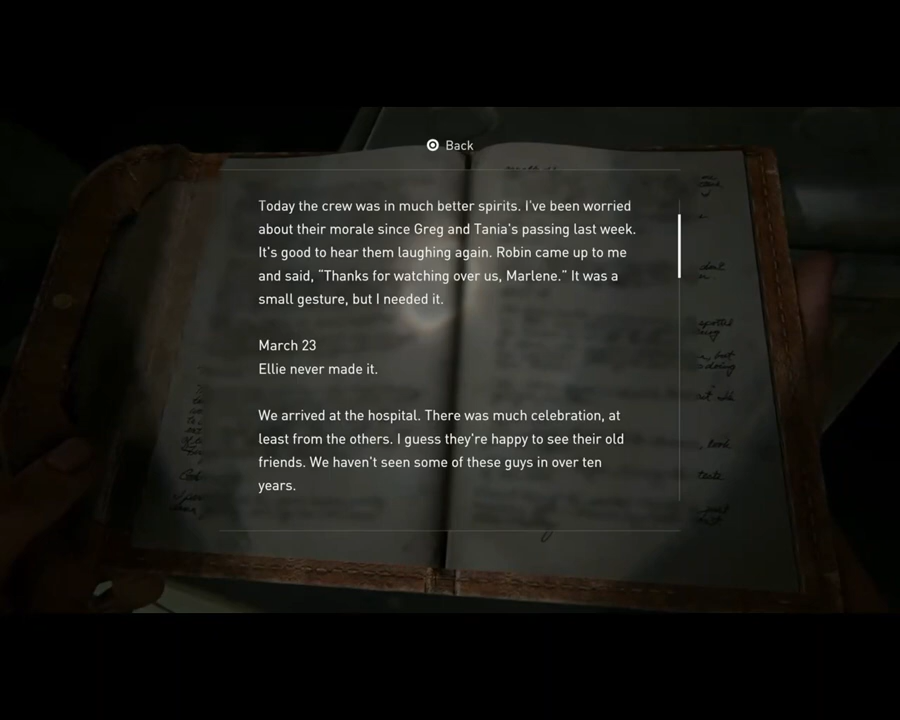 Back
Today the crew was in much better spirits. I've been worried
about their morale since Greg and Tania's passing last week.
It's good to hear them laughing again. Robin came up to me
and said, “Thanks for watching over us, Marlene.” It was a
small gesture, but I needed it.
March 23
Ellie never made it.
We arrived at the hospital. There was much celebration, at
least from the others. I guess they're happy to see their old
friends. We haven't seen some of these guys in over ten
years.